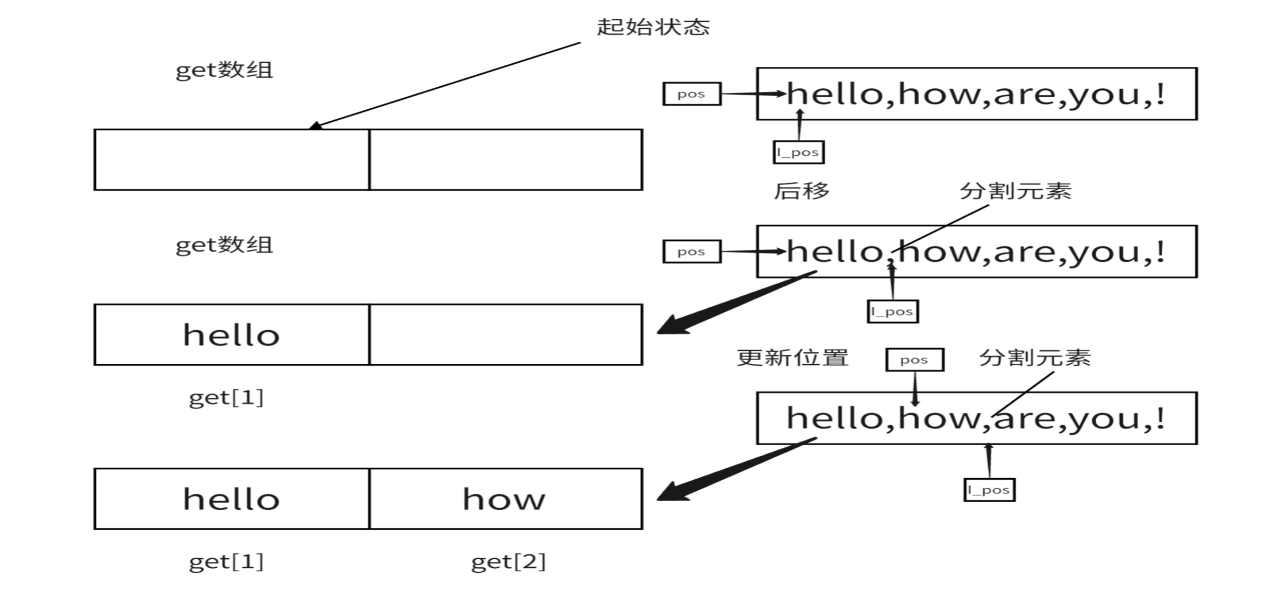 起始状态
get数组
pos
hello,how,are,you,!
l_pos
后移
分割元素
get数组
pos
hello,how,are,you,!
l_pos
hello
get[1]
更新位置
pos
分割元素
hello,how,are,you,!
l_pos
hello
how
get[1]
get[2]